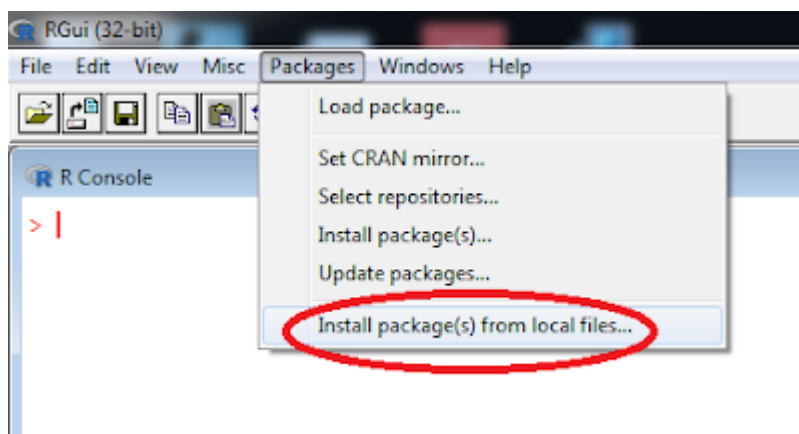 RGui (32-bit)
File Edit View Misc Packages Windows Help
Load package...
Set CRAN mirror...
Select repositories...
Install package(s)...
Update packages...
Install package(s) from local files...
R Console
>